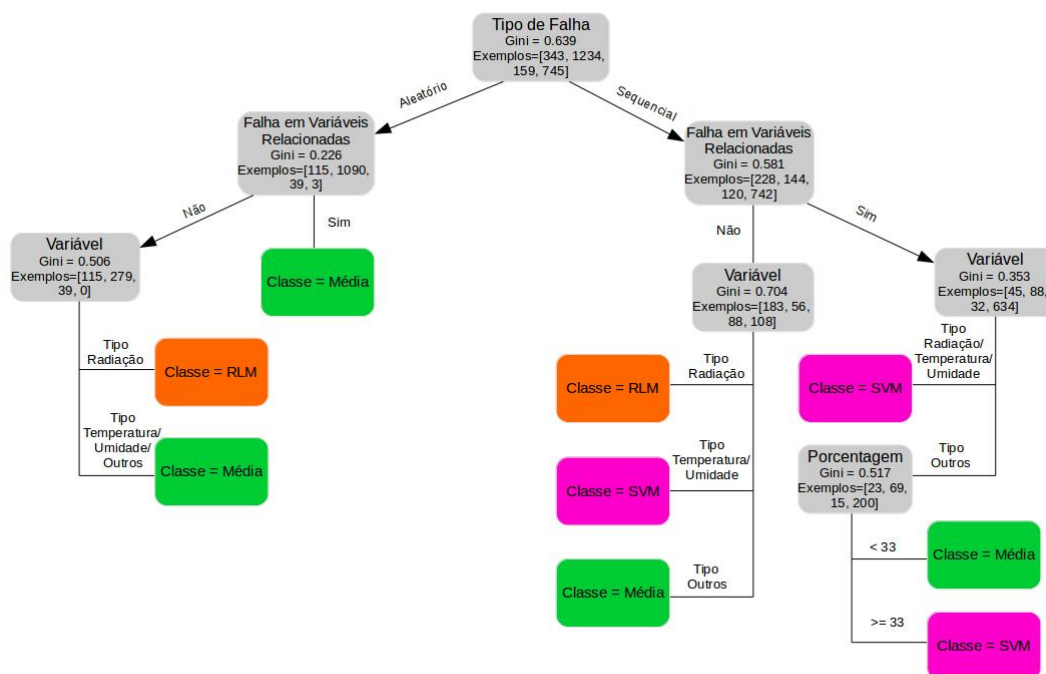 Tipo de Falha
Gini = 0.639
Exemplos=[343, 1234,
159, 745]
Aleatório
Sequencial
Falha em Variáveis
Relacionadas
Gini = 0.226
Exemplos=[115, 1090,
39, 3]
Falha em Variáveis
Relacionadas
Gini = 0.581
Exemplos=[228, 144,
120, 742]
Não
Sim
Não
Sim
Variável
Gini = 0.506
Exemplos=[115, 279,
39, 0]
Classe = Média
Variável
Gini = 0.704
Exemplos=[183, 56,
88, 108]
Variável
Gini = 0.353
Exemplos=[45, 88,
32, 634]
Tipo
Radiação
Classe = RLM
Tipo
Temperatura/
Umidade/
Outros
Classe = Média
Tipo
Radiação
Classe = RLM
Tipo
Temperatura/
Umidade
Classe = SVM
Tipo
Outros
Classe = Média
Tipo
Radiação/
Temperatura/
Umidade
Classe = SVM
Tipo
Outros
Porcentagem
Gini = 0.517
Exemplos=[23, 69,
15, 200]
< 33
Classe = Média
>= 33
Classe = SVM